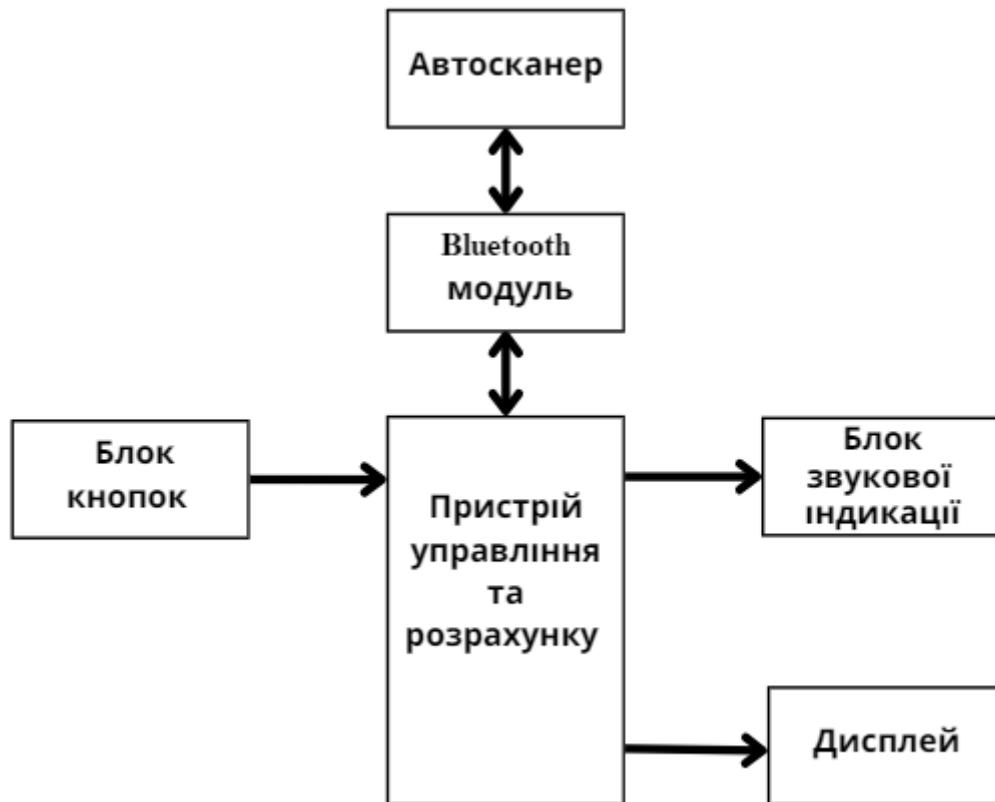 Автосканер
Bluetooth
модуль
Блок
кнопок
Пристрій
управління
та
розрахунку
Блок
звукової
індикації
Дисплей